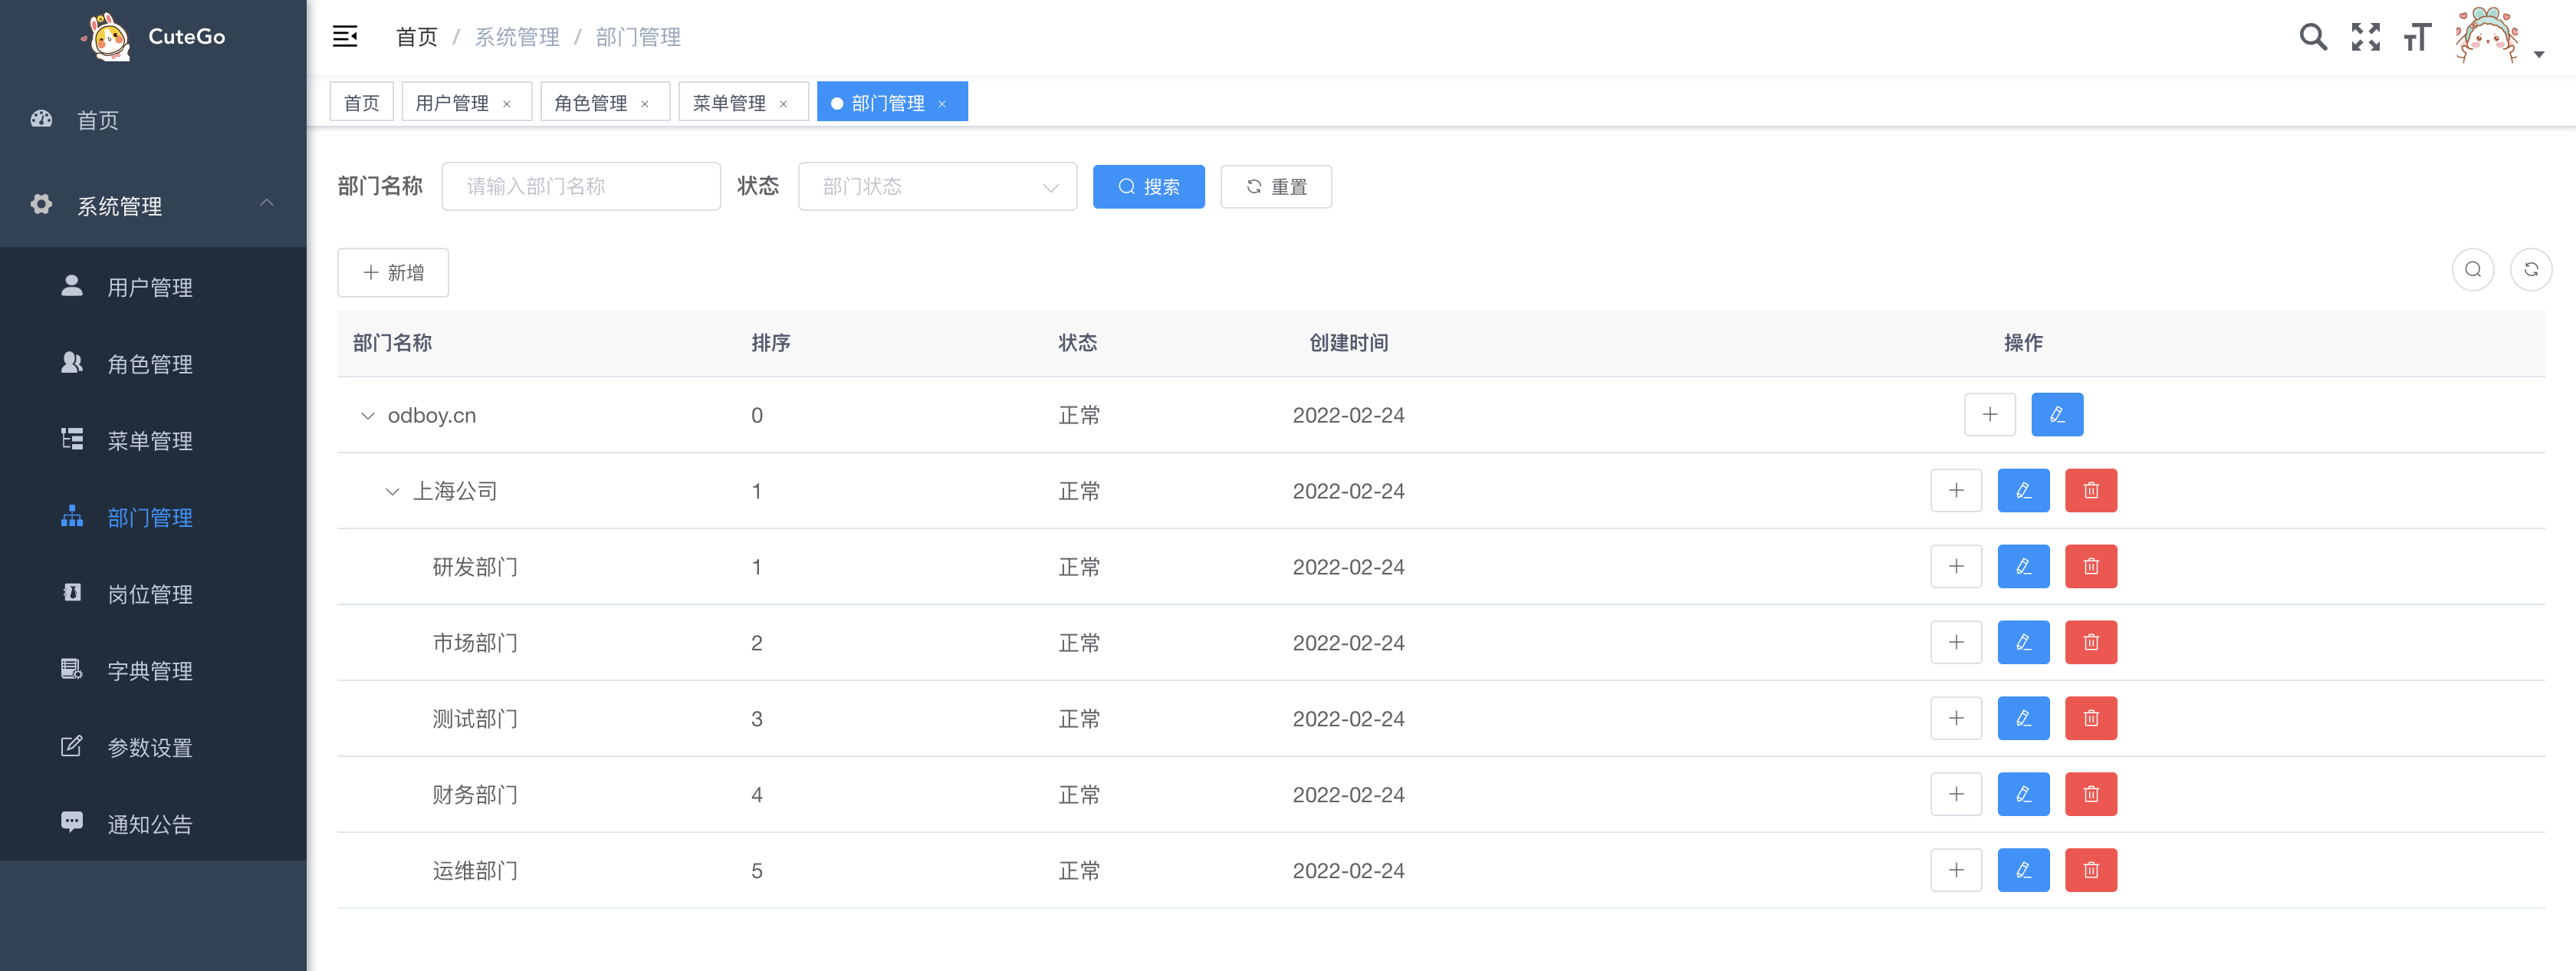 CuteGo
首页
系统管理
用户管理
角色管理
菜单管理
部门管理
岗位管理
字典管理
参数设置
通知公告
首页 / 系统管理 / 部门管理
首页 用户管理 × 角色管理 × 菜单管理 × 部门管理 ×
部门名称 请输入部门名称 状态 部门状态 搜索 重置
新增
部门名称 排序 状态 创建时间 操作
odboy.cn 0 正常 2022-02-24
上海公司 1 正常 2022-02-24
研发部门 1 正常 2022-02-24
市场部门 2 正常 2022-02-24
测试部门 3 正常 2022-02-24
财务部门 4 正常 2022-02-24
运维部门 5 正常 2022-02-24